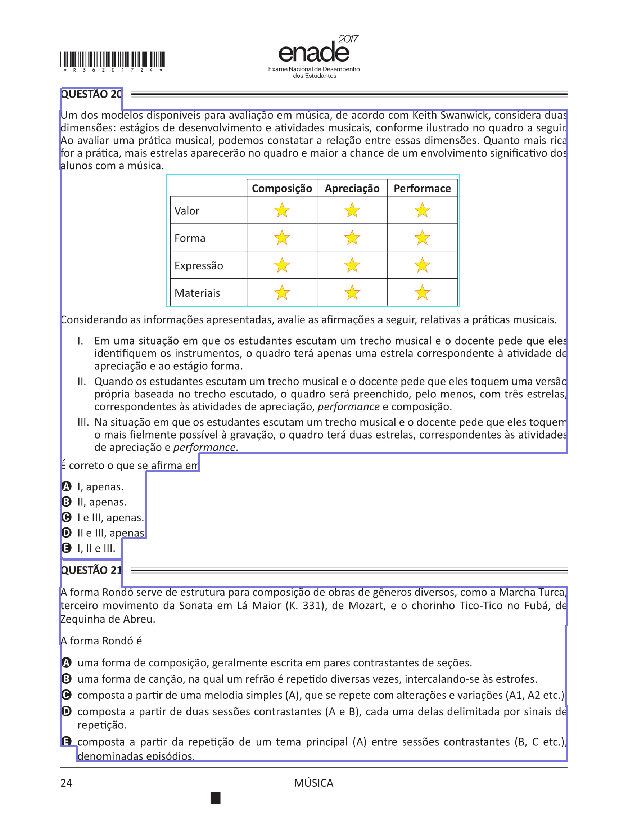 *R3620172​4*
2017
enade
Exame Nacional de Desempenho
dos Estudantes
QUESTÃO 20
Um dos modelos disponíveis para avaliação em música, de acordo com Keith Swanwick, considera duas
dimensões: estágios de desenvolvimento e atividades musicais, conforme ilustrado no quadro a seguir.
Ao avaliar uma prática musical, podemos constatar a relação entre essas dimensões. Quanto mais rica
for a prática, mais estrelas aparecerão no quadro e maior a chance de um envolvimento significativo dos
alunos com a música.
Composição Apreciação Performace
Valor
Forma
Expressão
Materiais
Considerando as informações apresentadas, avalie as afirmações a seguir, relativas a práticas musicais.
I. Em uma situação em que os estudantes escutam um trecho musical e o docente pede que eles
identifiquem os instrumentos, o quadro terá apenas uma estrela correspondente à atividade de
apreciação e ao estágio forma.
II. Quando os estudantes escutam um trecho musical e o docente pede que eles toquem uma versão
própria baseada no trecho escutado, o quadro será preenchido, pelo menos, com três estrelas,
correspondentes às atividades de apreciação, performance e composição.
III. Na situação em que os estudantes escutam um trecho musical e o docente pede que eles toquem
o mais fielmente possível à gravação, o quadro terá duas estrelas, correspondentes às atividades
de apreciação e performance.
É correto o que se afirma em
A I, apenas.
B II, apenas.
C I e III, apenas.
D II e III, apenas.
E I, II e III.
QUESTÃO 21
A forma Rondó serve de estrutura para composição de obras de gêneros diversos, como a Marcha Turca,
terceiro movimento da Sonata em Lá Maior (K. 331), de Mozart, e o chorinho Tico-Tico no Fubá, de
Zequinha de Abreu.
A forma Rondó é
A uma forma de composição, geralmente escrita em pares contrastantes de seções.
B uma forma de canção, na qual um refrão é repetido diversas vezes, intercalando-se às estrofes.
C composta a partir de uma melodia simples (A), que se repete com alterações e variações (A1, A2 etc.).
D composta a partir de duas sessões contrastantes (A e B), cada uma delas delimitada por sinais de
repetição.
E composta a partir da repetição de um tema principal (A) entre sessões contrastantes (B, C etc.),
denominadas episódios.
24
MÚSICA